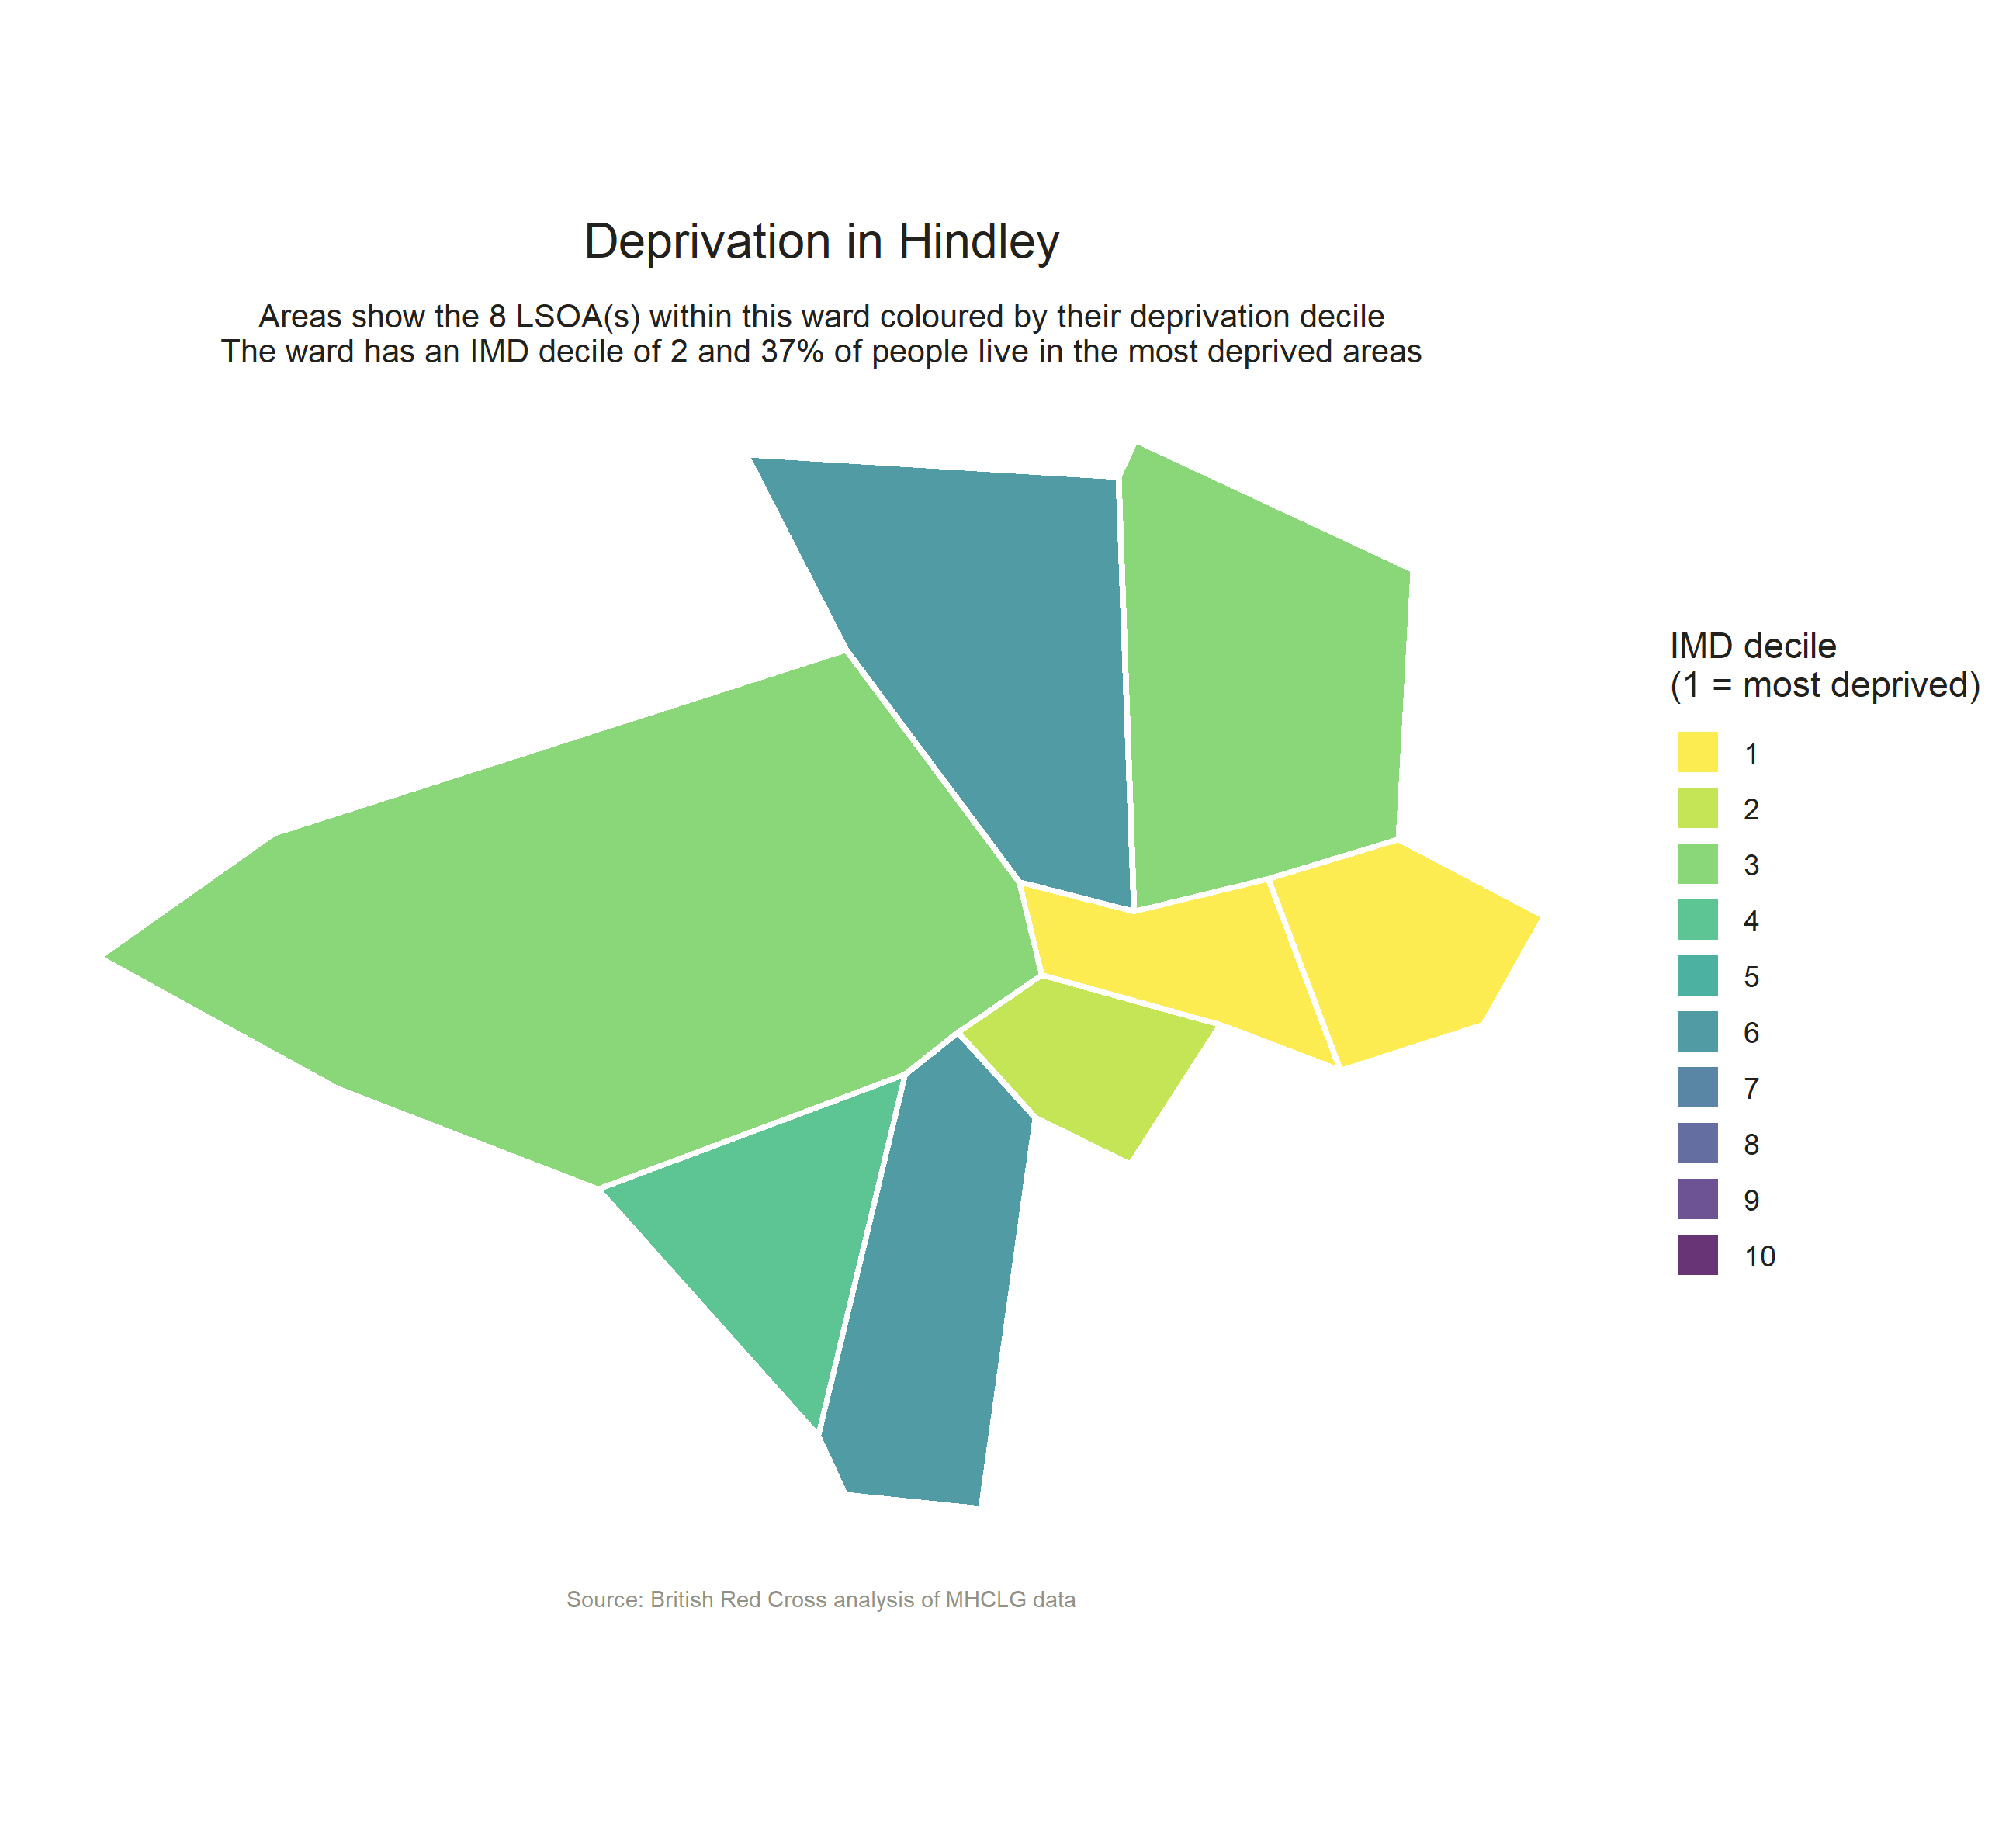 Deprivation in Hindley
Areas show the 8 LSOA(s) within this ward coloured by their deprivation decile
The ward has an IMD decile of 2 and 37% of people live in the most deprived areas
IMD decile
(1 = most deprived)
1
2
3
4
5
6
7
8
9
10
Source: British Red Cross analysis of MHCLG data